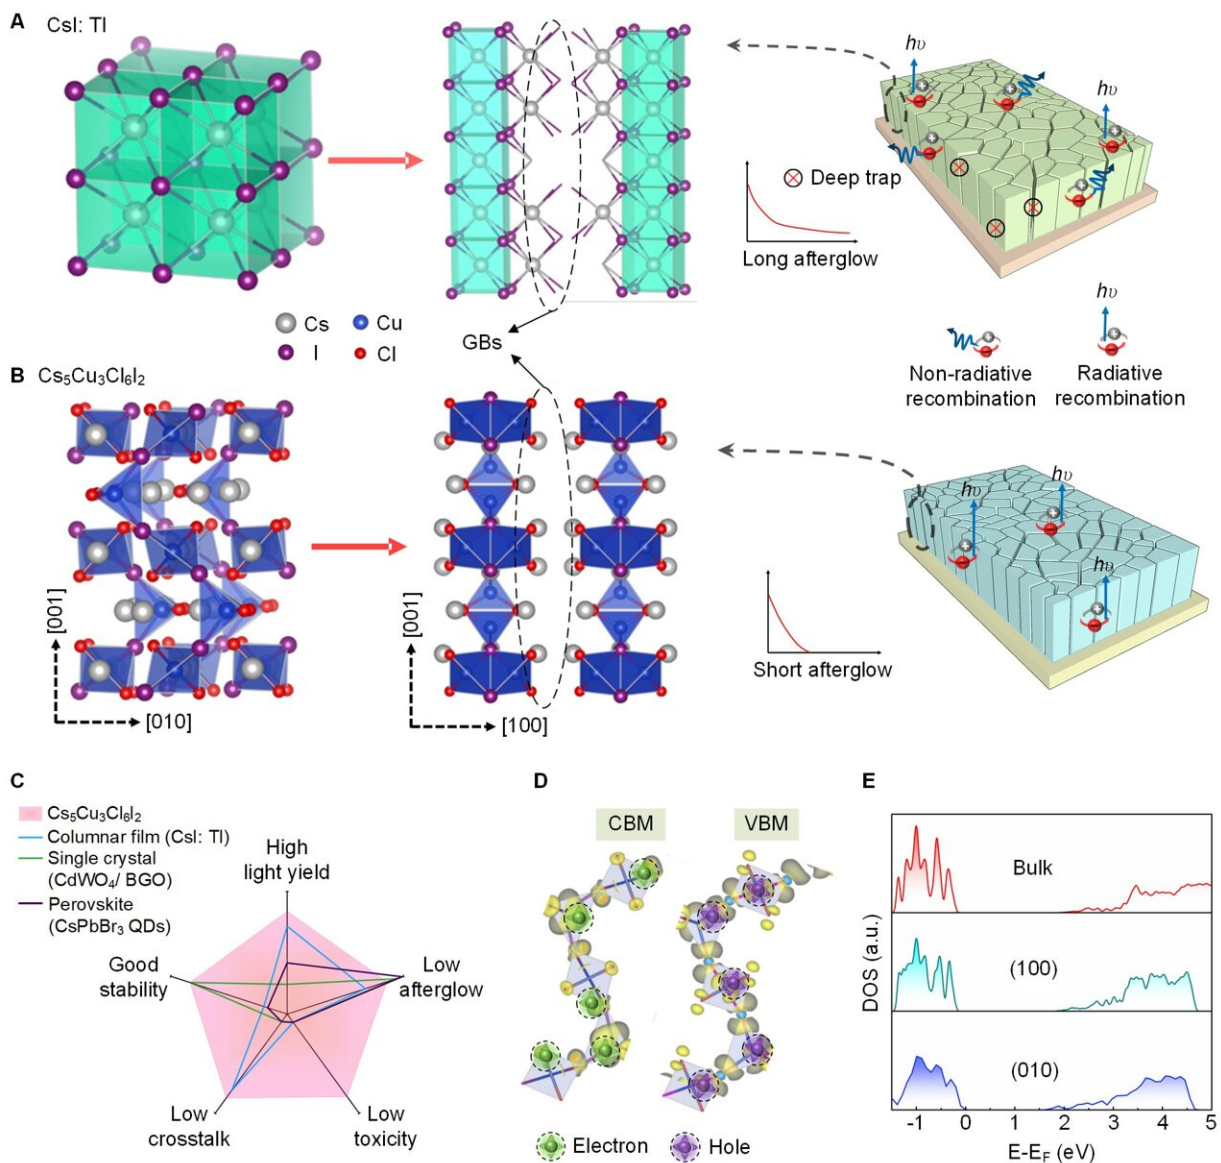 A
CsI: Tl
hυ
hυ
Deep trap
Long afterglow
Cs
Cu
I
Cl
GBs
hυ
Non-radiative
recombination
Radiative
recombination
B
Cs₅Cu₃Cl₆I₂
[001]
[010]
[001]
[100]
hυ
hυ
hυ
Short afterglow
C
Cs₅Cu₃Cl₆I₂
Columnar film (CsI: Tl)
Single crystal
(CdWO₄/ BGO)
Perovskite
(CsPbBr₃ QDs)
High
light yield
Good
stability
Low
afterglow
Low
crosstalk
Low
toxicity
D
CBM
VBM
Electron
Hole
E
Bulk
(100)
(010)
DOS (a.u.)
-1 0 1 2 3 4 5
E-E_F (eV)